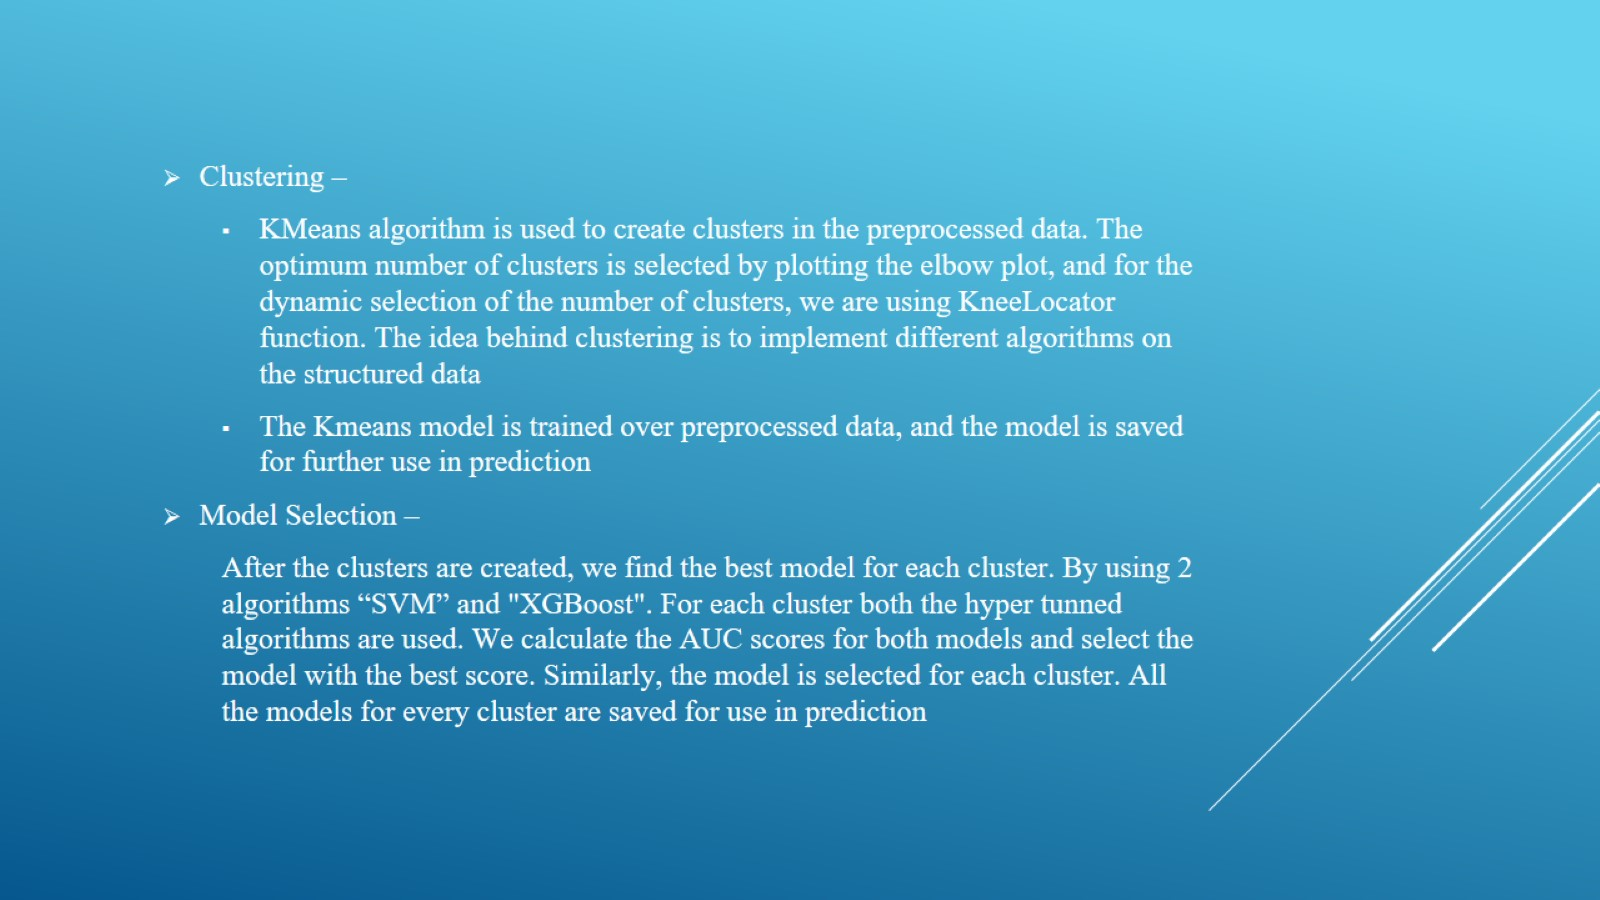 Clustering –
KMeans algorithm is used to create clusters in the preprocessed data. The
optimum number of clusters is selected by plotting the elbow plot, and for the
dynamic selection of the number of clusters, we are using KneeLocator
function. The idea behind clustering is to implement different algorithms on
the structured data
The Kmeans model is trained over preprocessed data, and the model is saved
for further use in prediction
Model Selection –
After the clusters are created, we find the best model for each cluster. By using 2
algorithms “SVM” and "XGBoost". For each cluster both the hyper tunned
algorithms are used. We calculate the AUC scores for both models and select the
model with the best score. Similarly, the model is selected for each cluster. All
the models for every cluster are saved for use in prediction